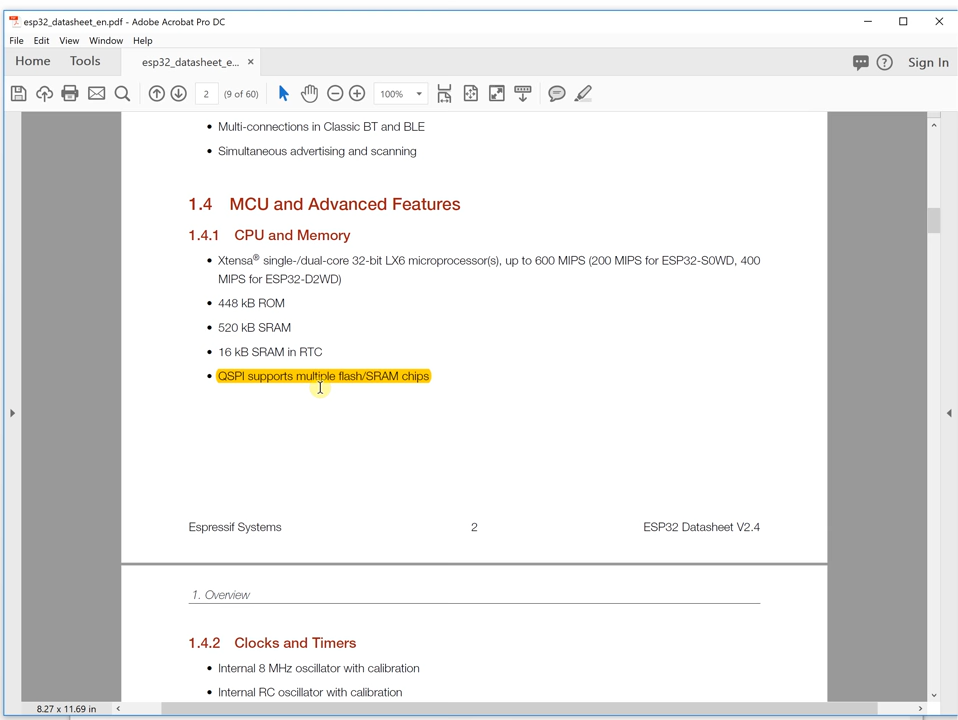 esp32_datasheet_en.pdf - Adobe Acrobat Pro DC
File Edit View Window Help
Home Tools esp32_datasheet_e... × ? Sign In
2 (9 of 60) 100%
• Multi-connections in Classic BT and BLE
• Simultaneous advertising and scanning
1.4 MCU and Advanced Features
1.4.1 CPU and Memory
• Xtensa® single-/dual-core 32-bit LX6 microprocessor(s), up to 600 MIPS (200 MIPS for ESP32-S0WD, 400
MIPS for ESP32-D2WD)
• 448 kB ROM
• 520 kB SRAM
• 16 kB SRAM in RTC
• QSPI supports multiple flash/SRAM chips
Espressif Systems 2 ESP32 Datasheet V2.4
1. Overview
1.4.2 Clocks and Timers
• Internal 8 MHz oscillator with calibration
• Internal RC oscillator with calibration
8.27 x 11.69 in